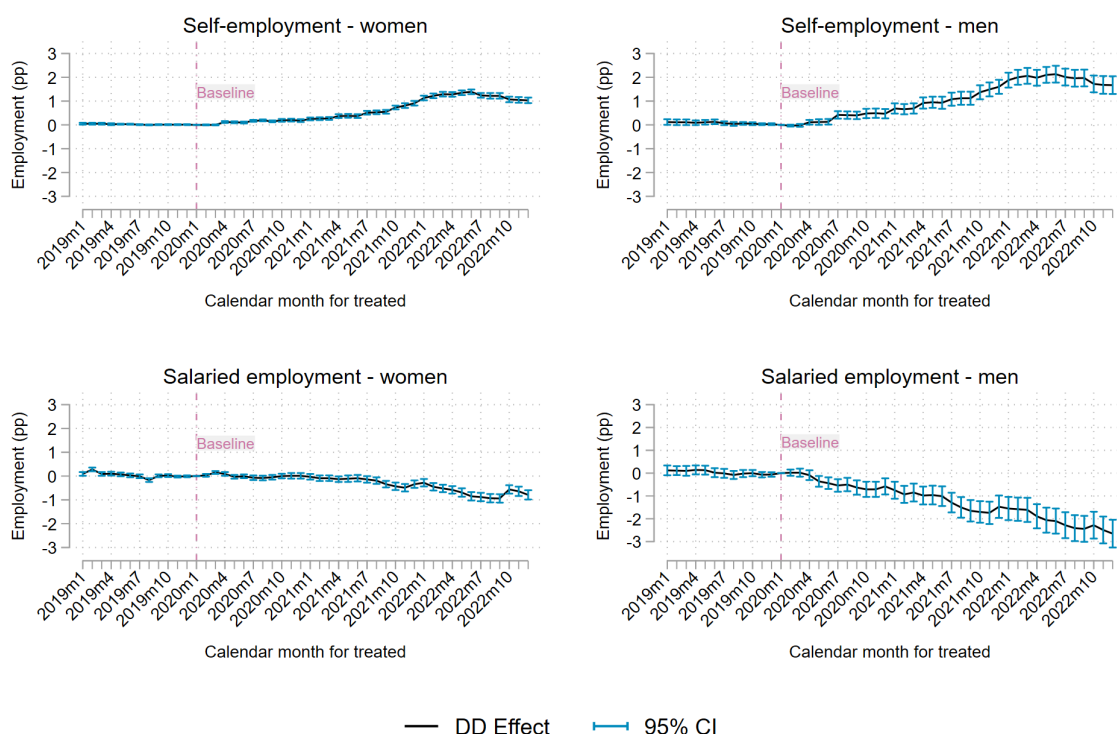 Self-employment - women
Employment (pp)
3
2
1
0
-1
-2
-3
Baseline
2019m1
2019m4
2019m7
2019m10
2020m1
2020m4
2020m7
2020m10
2021m1
2021m4
2021m7
2021m10
2022m1
2022m4
2022m7
2022m10
Calendar month for treated
Self-employment - men
Employment (pp)
3
2
1
0
-1
-2
-3
Baseline
2019m1
2019m4
2019m7
2019m10
2020m1
2020m4
2020m7
2020m10
2021m1
2021m4
2021m7
2021m10
2022m1
2022m4
2022m7
2022m10
Calendar month for treated
Salaried employment - women
Employment (pp)
3
2
1
0
-1
-2
-3
Baseline
2019m1
2019m4
2019m7
2019m10
2020m1
2020m4
2020m7
2020m10
2021m1
2021m4
2021m7
2021m10
2022m1
2022m4
2022m7
2022m10
Calendar month for treated
Salaried employment - men
Employment (pp)
3
2
1
0
-1
-2
-3
Baseline
2019m1
2019m4
2019m7
2019m10
2020m1
2020m4
2020m7
2020m10
2021m1
2021m4
2021m7
2021m10
2022m1
2022m4
2022m7
2022m10
Calendar month for treated
DD Effect
95% CI